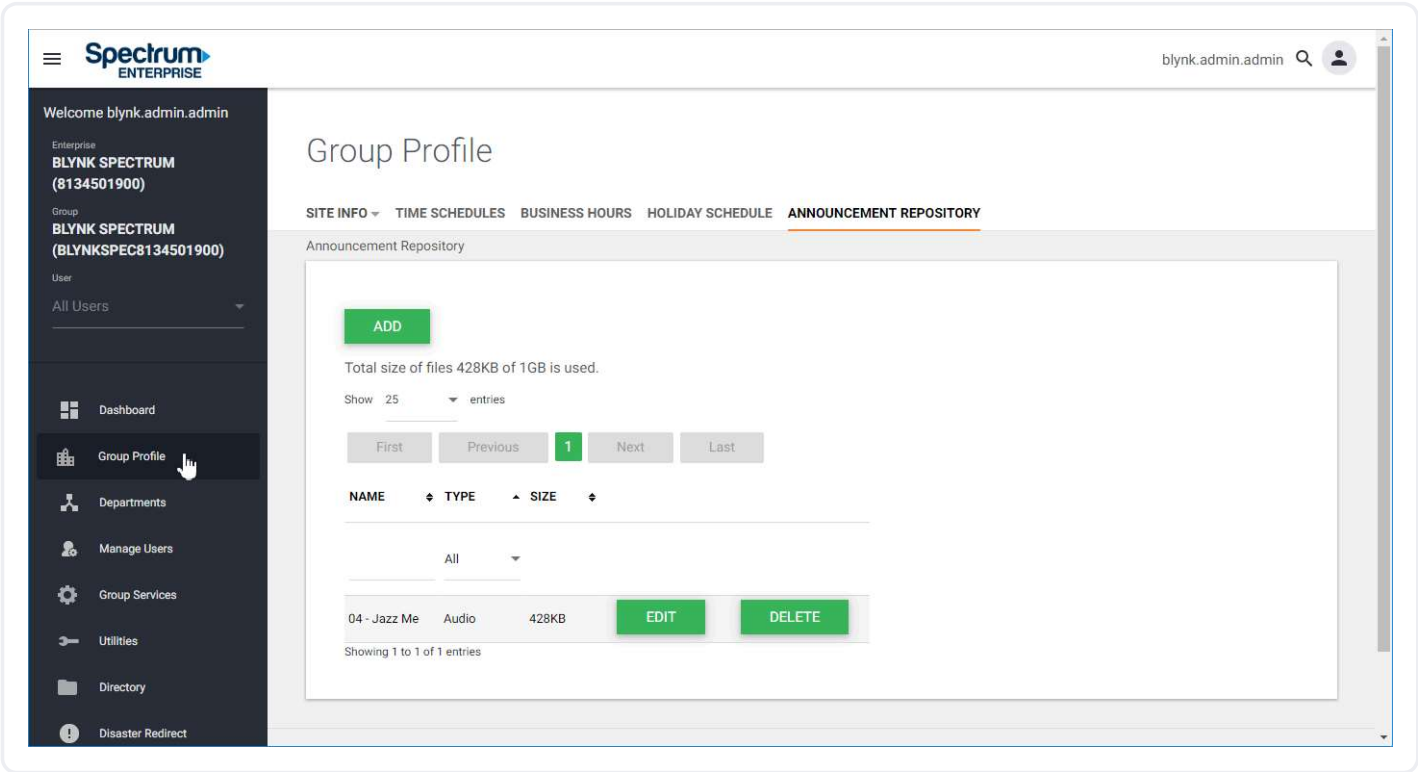 Spectrum
ENTERPRISE
blynk.admin.admin
Welcome blynk.admin.admin
Enterprise
BLYNK SPECTRUM
(8134501900)
Group
BLYNK SPECTRUM
(BLYNKSPEC8134501900)
User
All Users
Dashboard
Group Profile
Departments
Manage Users
Group Services
Utilities
Directory
Disaster Redirect
Group Profile
SITE INFO TIME SCHEDULES BUSINESS HOURS HOLIDAY SCHEDULE ANNOUNCEMENT REPOSITORY
Announcement Repository
ADD
Total size of files 428KB of 1GB is used.
Show 25 entries
First Previous 1 Next Last
NAME TYPE SIZE
All
04 - Jazz Me Audio 428KB EDIT DELETE
Showing 1 to 1 of 1 entries